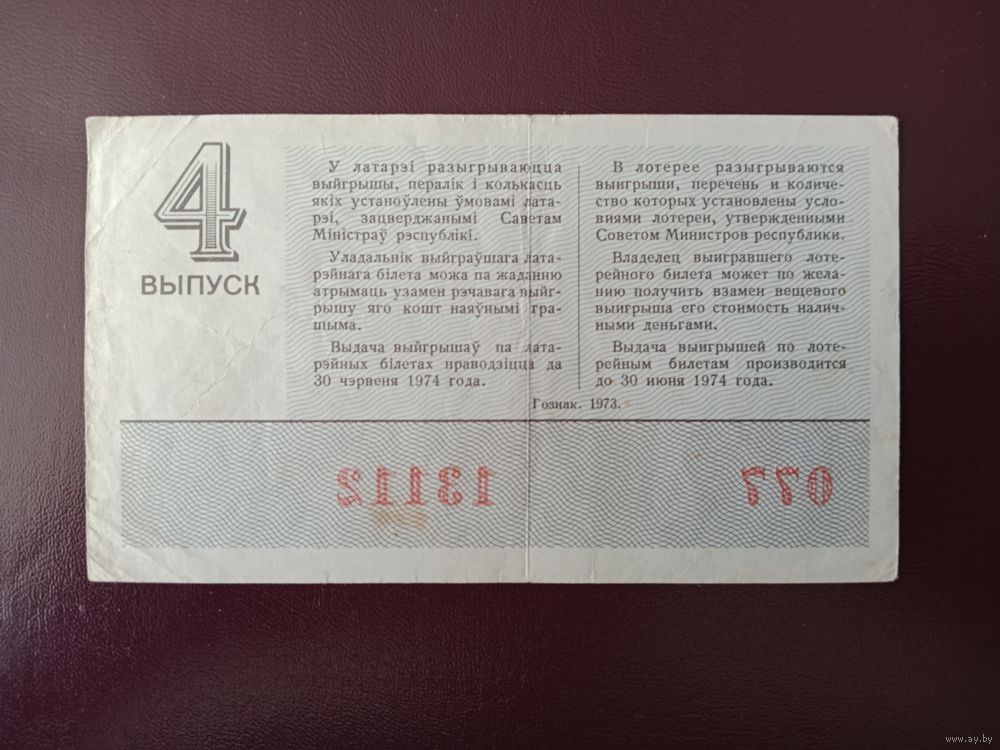 4
ВЫПУСК
У латарэі разыгрываюцца
выйгрышы, пералік і колькасць
якіх устаноўлены ўмовамі лата-
рэі, зацверджанымі Саветам
Міністраў рэспублікі.
Уладальнік выйграўшага лата-
рэйнага білета можа па жаданню
атрымаць узамен рэчавага выйг-
рышу яго кошт наяўнымі гра-
шыма.
Выдача выйгрышаў па лата-
рэйных білетах праводзіцца да
30 чэрвеня 1974 года.
В лотерее разыгрываются
выигрыши, перечень и количе-
ство которых установлены усло-
виями лотереи, утвержденными
Советом Министров республики.
Владелец выигравшего лоте-
рейного билета может по жела-
нию получить взамен вещевого
выигрыша его стоимость налич-
ными деньгами.
Выдача выигрышей по лоте-
рейным билетам производится
до 30 июня 1974 года.
Гознак. 1973.
13112
077
www.ay.by